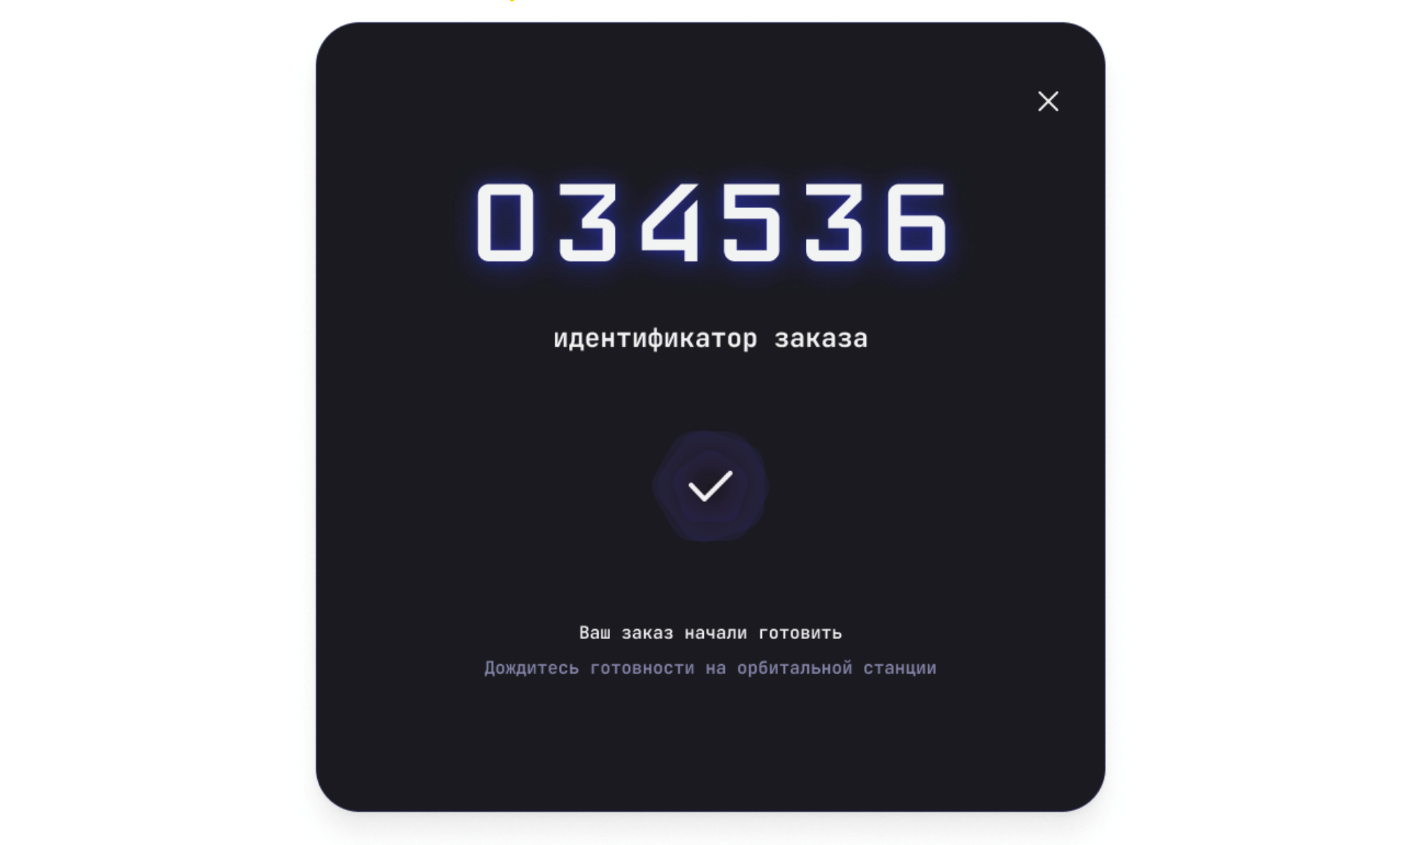 034536
идентификатор заказа
Ваш заказ начали готовить
Дождитесь готовности на орбитальной станции